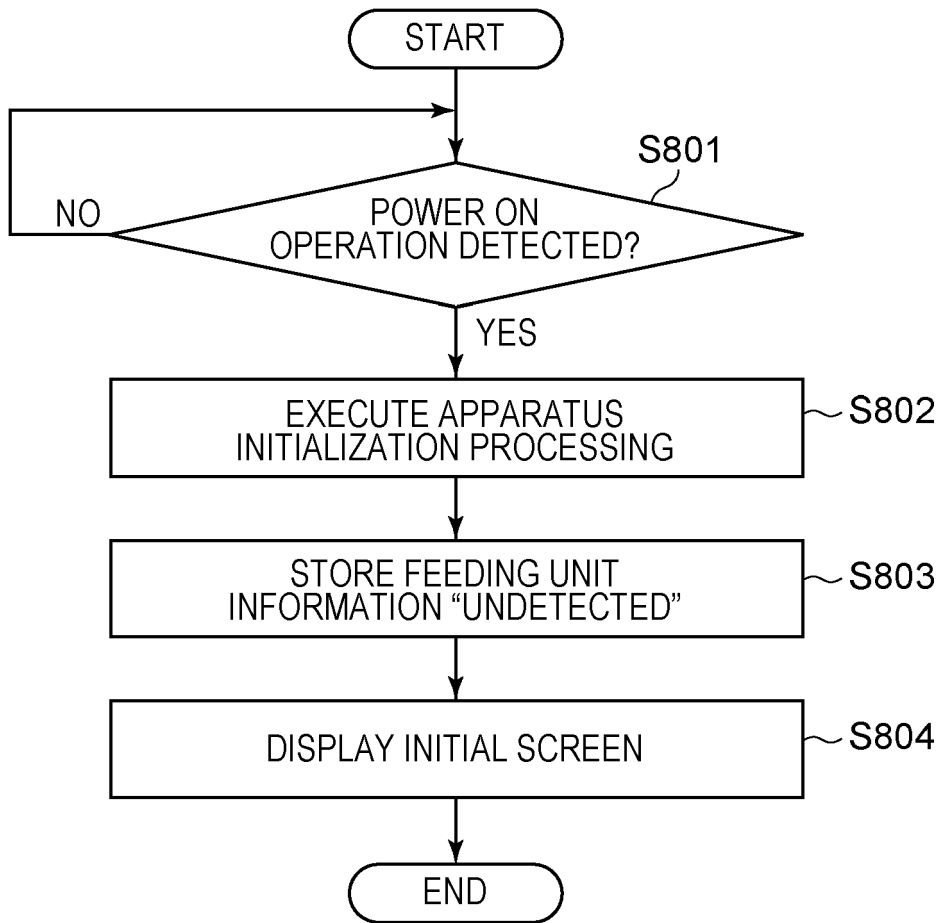 START
S801
POWER ON
OPERATION DETECTED?
NO
YES
EXECUTE APPARATUS
INITIALIZATION PROCESSING
S802
STORE FEEDING UNIT
INFORMATION “UNDETECTED”
S803
DISPLAY INITIAL SCREEN
S804
END